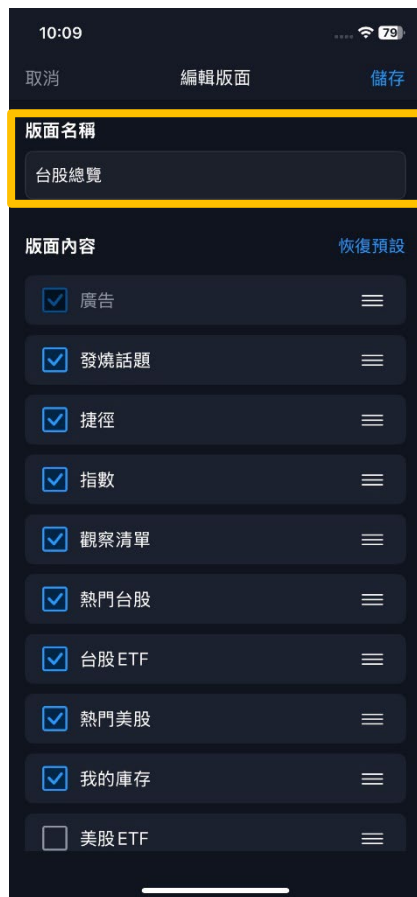 10:09
79
取消 編輯版面 儲存
版面名稱
台股總覽
版面內容 恢復預設
廣告
發燒話題
捷徑
指數
觀察清單
熱門台股
台股ETF
熱門美股
我的庫存
美股ETF